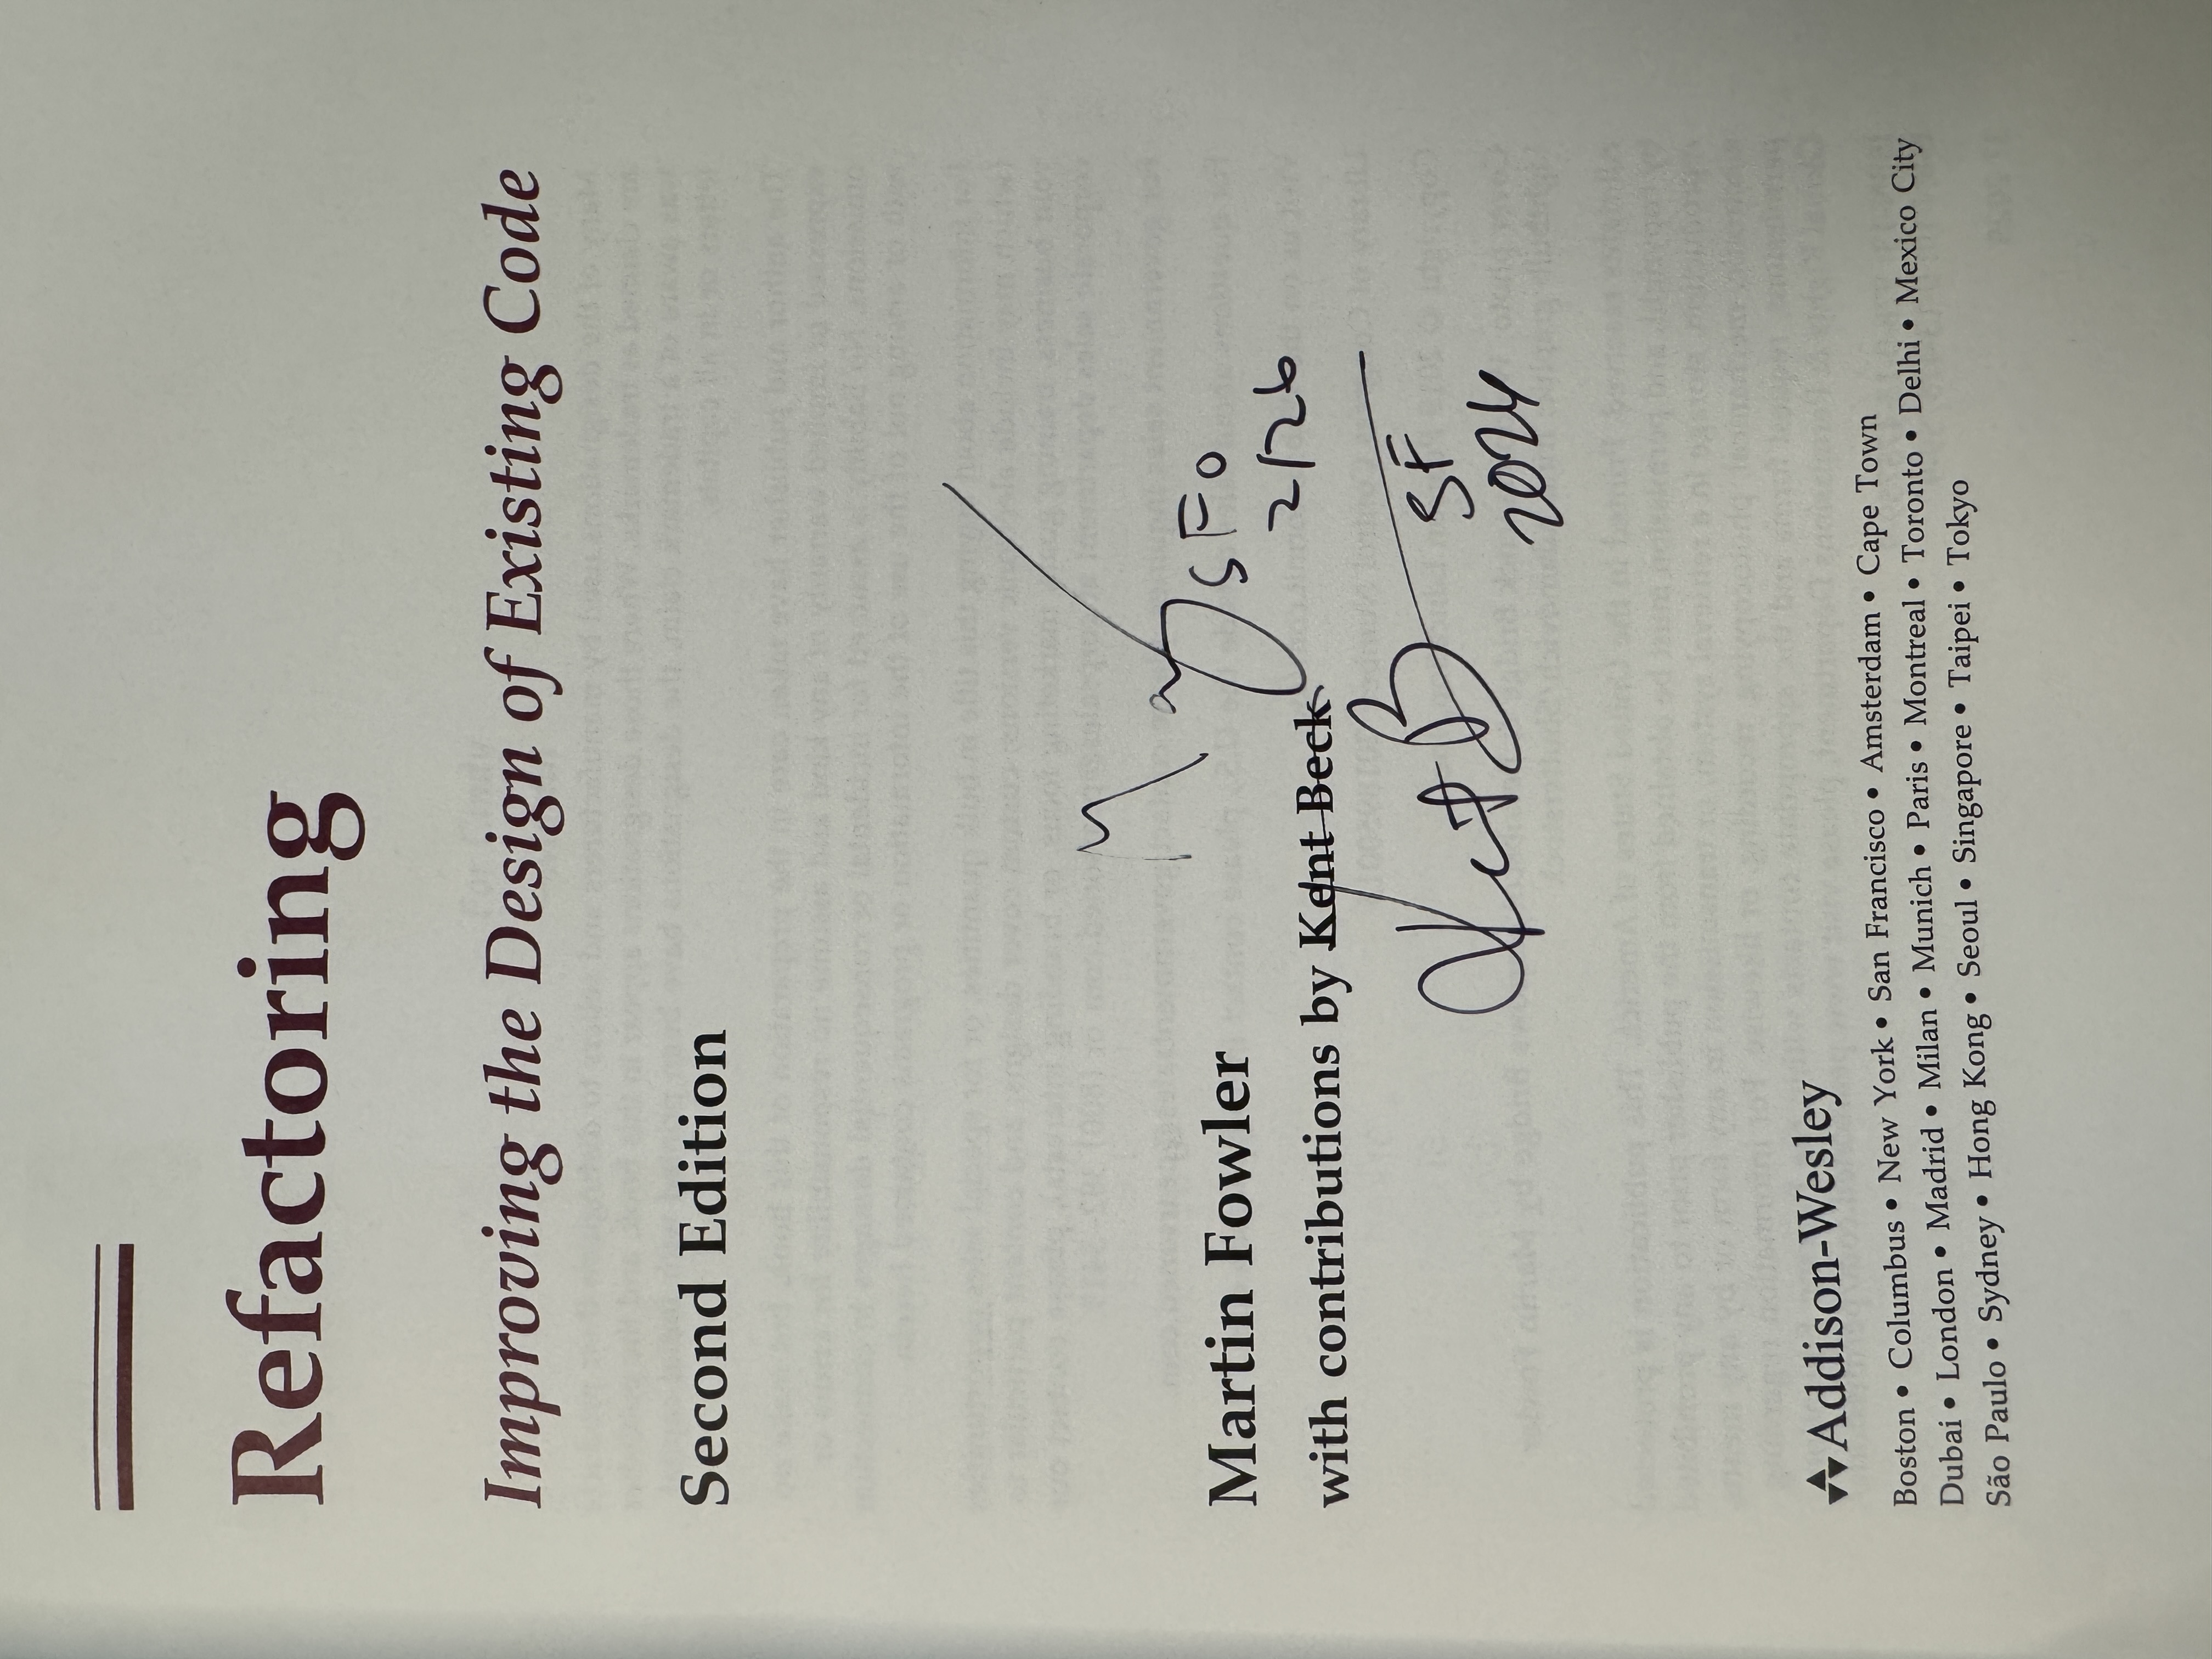 Refactoring
Improving the Design of Existing Code
Second Edition
SFO
2/26
Martin Fowler
with contributions by Kent Beck
SF
2024
Addison-Wesley
Boston • Columbus • New York • San Francisco • Amsterdam • Cape Town
Dubai • London • Madrid • Milan • Munich • Paris • Montreal • Toronto • Delhi • Mexico City
São Paulo • Sydney • Hong Kong • Seoul • Singapore • Taipei • Tokyo